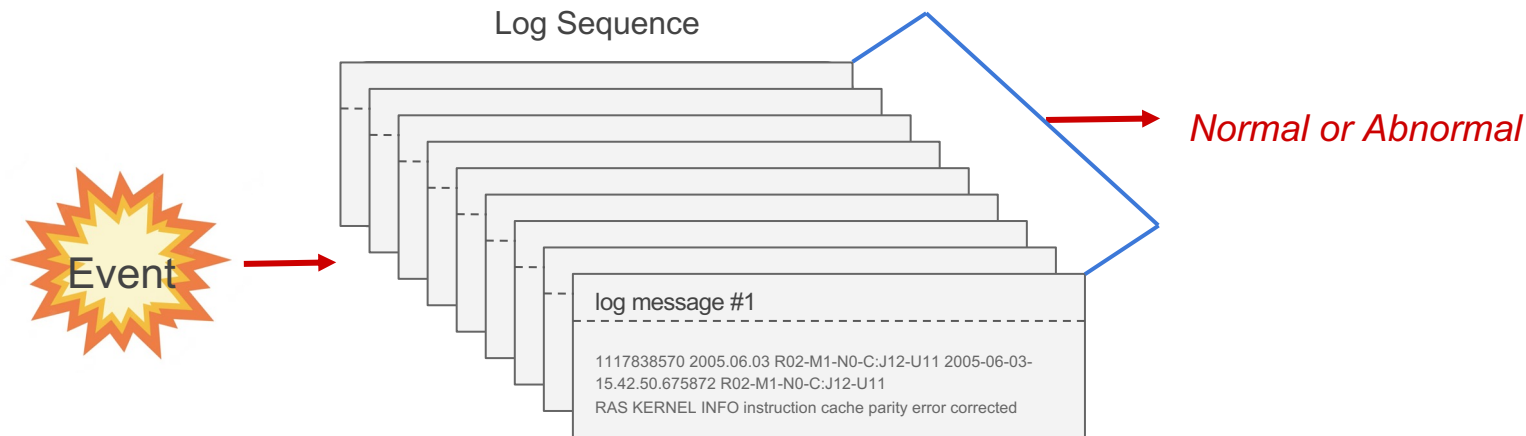 Log Sequence
Normal or Abnormal
Event
log message #1
1117838570 2005.06.03 R02-M1-N0-C:J12-U11 2005-06-03-
15.42.50.675872 R02-M1-N0-C:J12-U11
RAS KERNEL INFO instruction cache parity error corrected